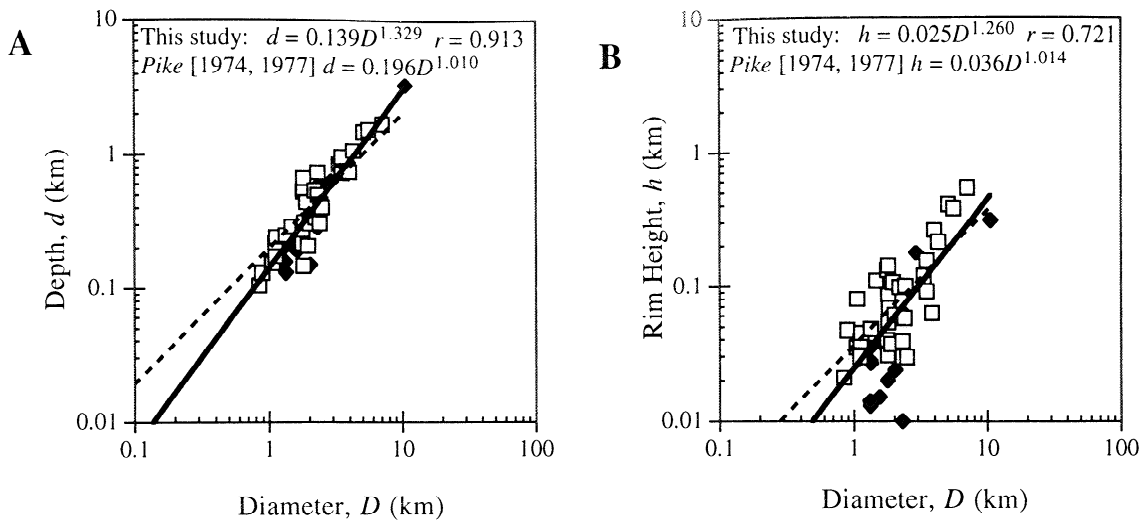 A
This study: d = 0.139D^1.329 r = 0.913
Pike [1974, 1977] d = 0.196D^1.010
10
1
0.1
0.01
Depth, d (km)
0.1 1 10 100
Diameter, D (km)
B
This study: h = 0.025D^1.260 r = 0.721
Pike [1974, 1977] h = 0.036D^1.014
10
1
0.1
0.01
Rim Height, h (km)
0.1 1 10 100
Diameter, D (km)